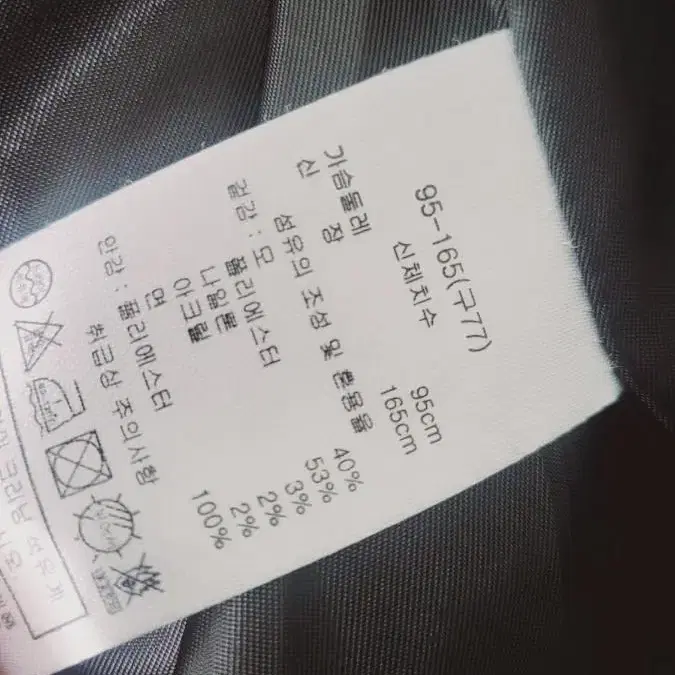 95-165(구77)
신체치수
가슴둘레 95cm
신 장 165cm
섬유의 조성 및 혼용율
겉감 : 모 40%
폴리에스터 53%
나일론 3%
면 2%
아크릴 2%
안감 : 폴리에스터 100%
취급상 주의사항